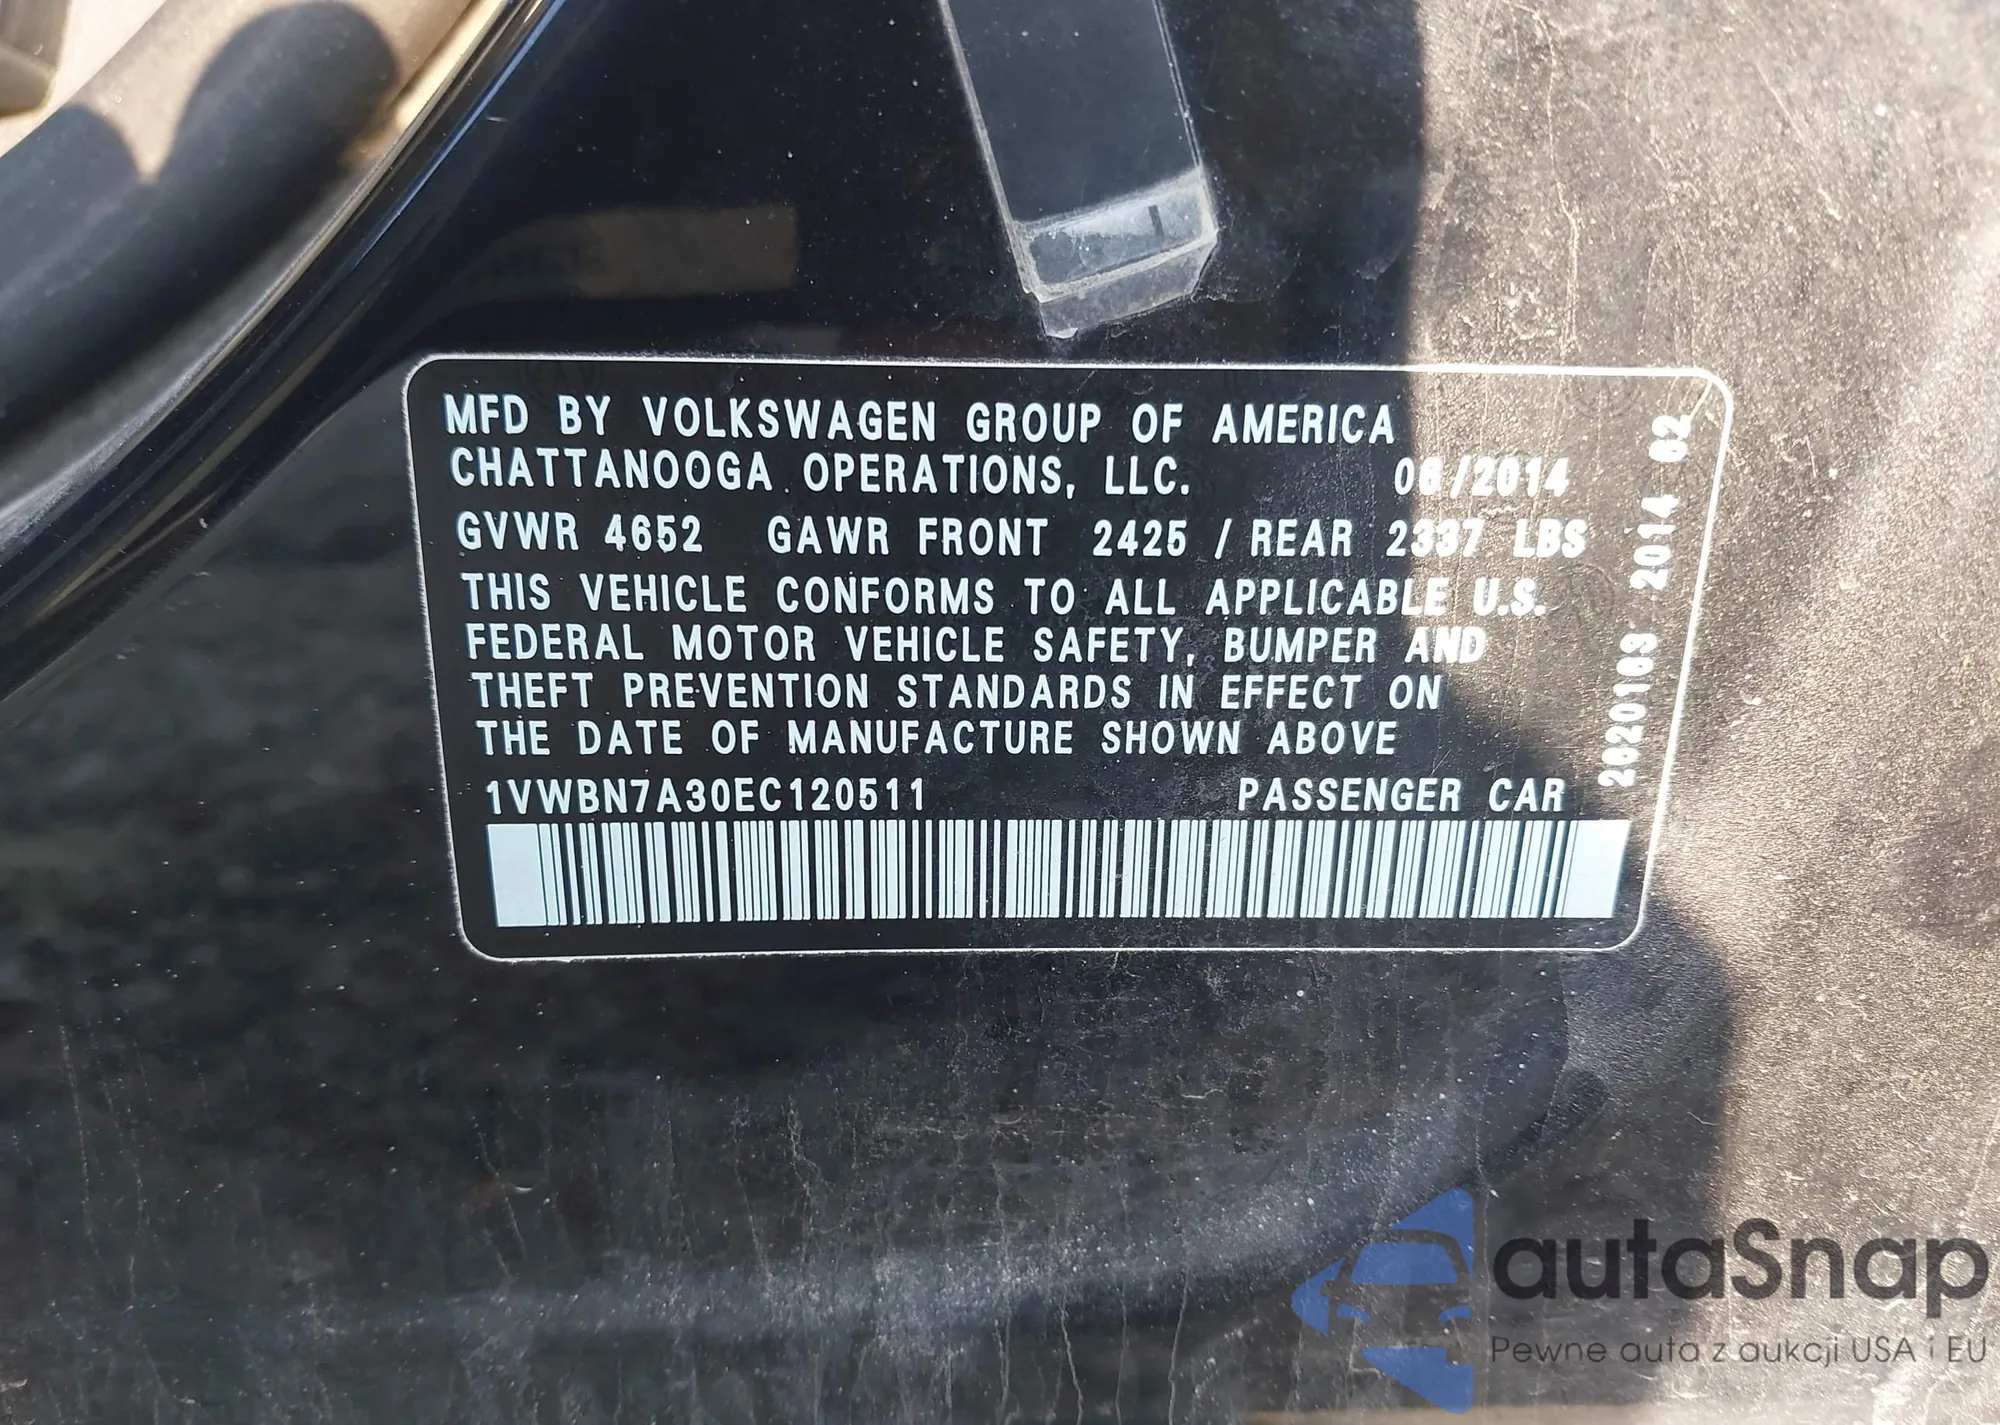 MFD BY VOLKSWAGEN GROUP OF AMERICA
CHATTANOOGA OPERATIONS, LLC. 06/2014
GVWR 4652 GAWR FRONT 2425 / REAR 2337 LBS
THIS VEHICLE CONFORMS TO ALL APPLICABLE U.S.
FEDERAL MOTOR VEHICLE SAFETY, BUMPER AND
THEFT PREVENTION STANDARDS IN EFFECT ON
THE DATE OF MANUFACTURE SHOWN ABOVE
1VWBN7A30EC120511 PASSENGER CAR
2020103 2014 02
autaSnap
Pewne auta z aukcji USA i EU